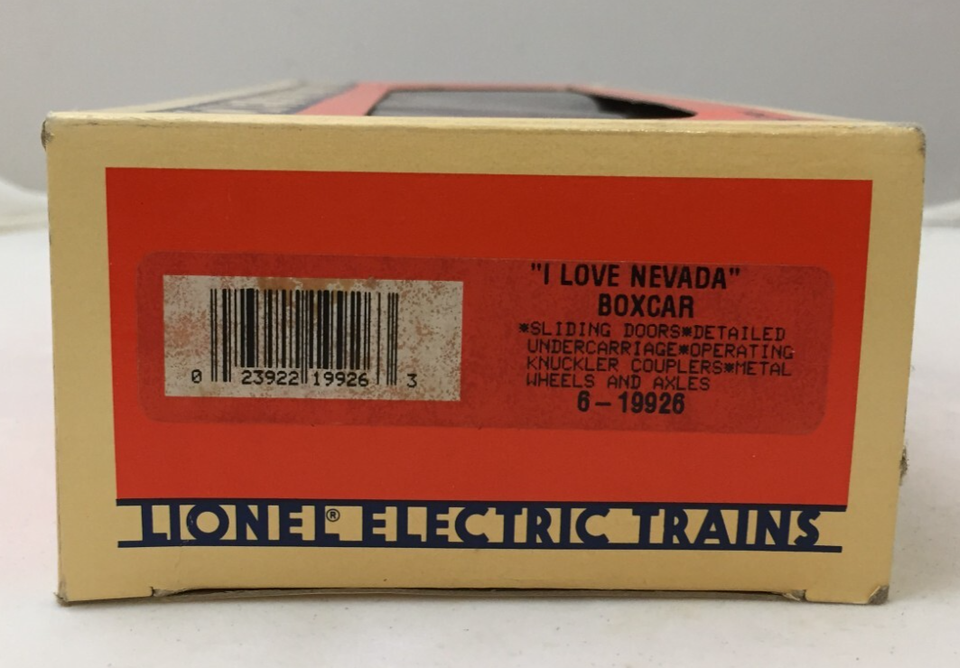 "I LOVE NEVADA"
BOXCAR
*SLIDING DOORS*DETAILED
UNDERCARRIAGE*OPERATING
KNUCKLER COUPLERS*METAL
WHEELS AND AXLES
6-19926
0 23922 19926 3
LIONEL® ELECTRIC TRAINS